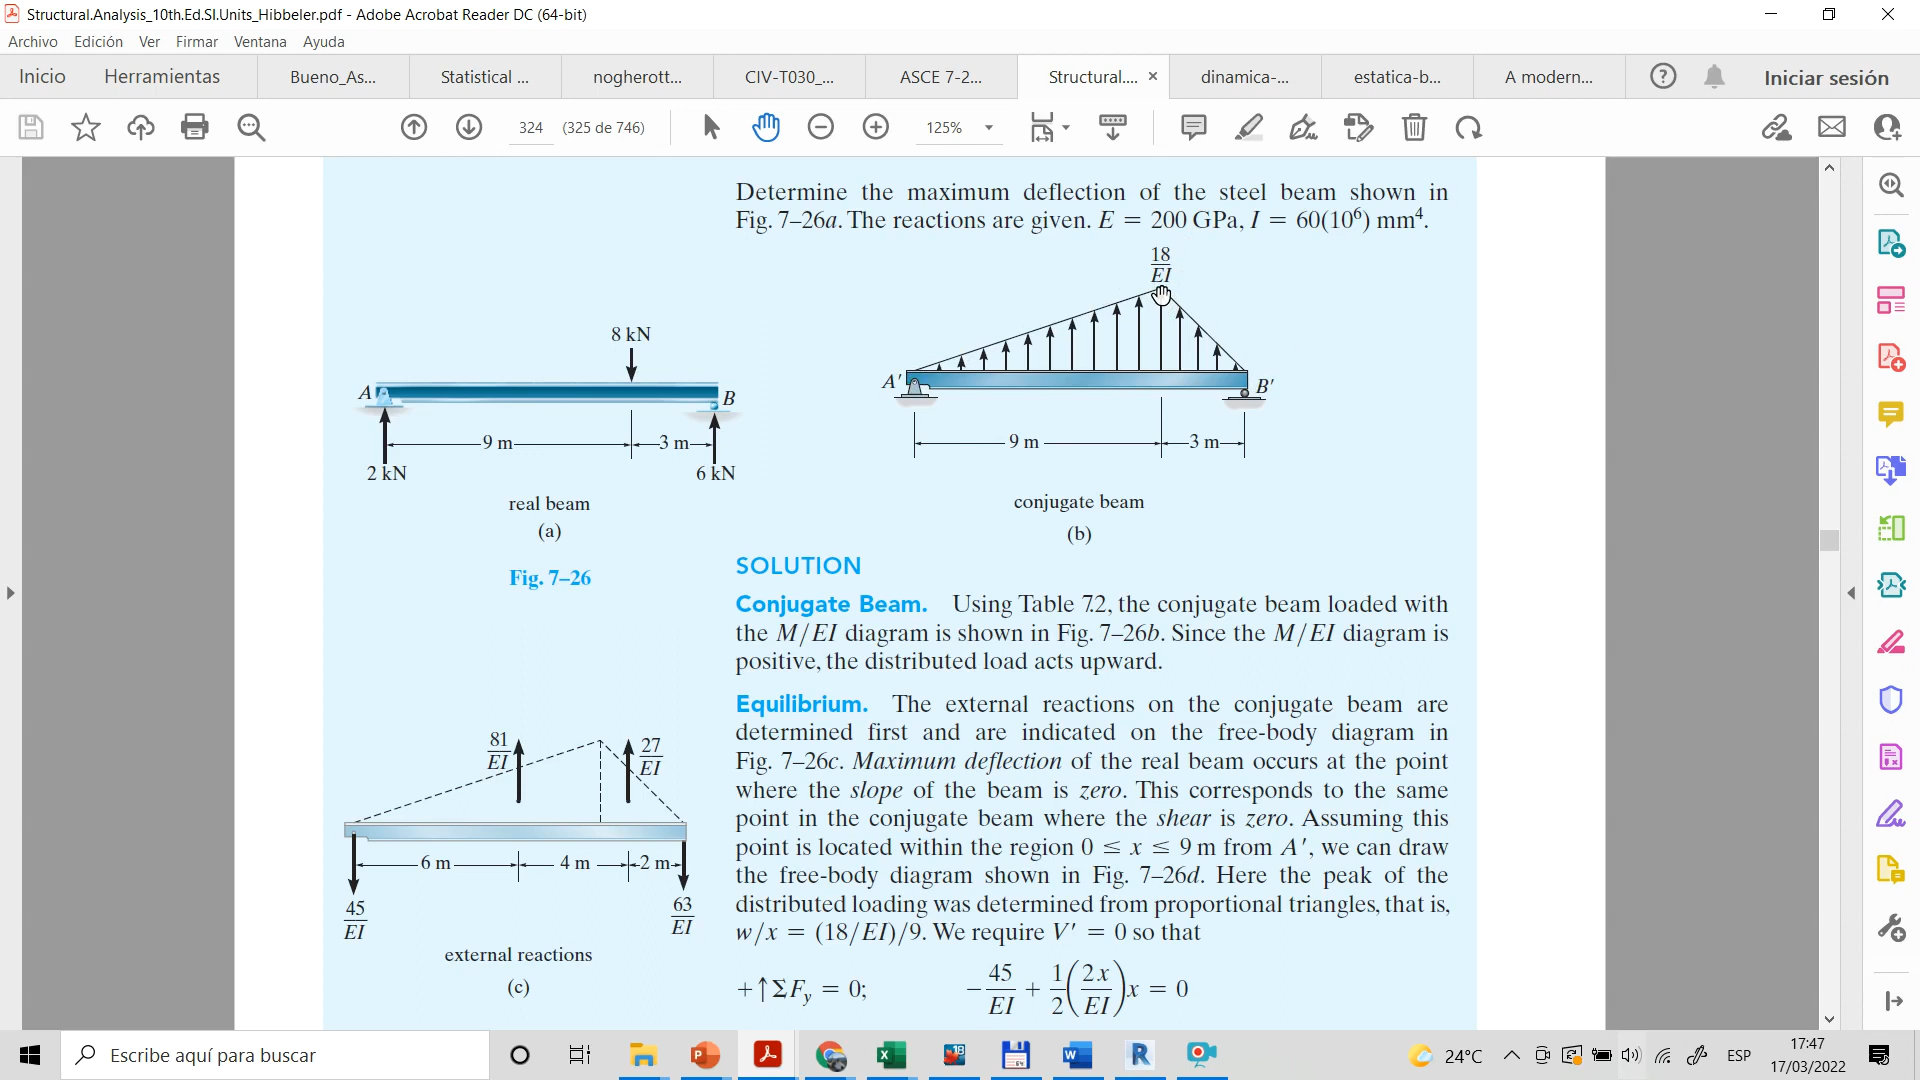 Structural.Analysis_10th.Ed.SI.Units_Hibbeler.pdf - Adobe Acrobat Reader DC (64-bit)
Archivo Edición Ver Firmar Ventana Ayuda
Inicio Herramientas Bueno_As... Statistical ... nogherott... CIV-T030_... ASCE 7-2... Structural.... × dinamica-... estatica-b... A modern... Iniciar sesión
324 (325 de 746) 125%
Determine the maximum deflection of the steel beam shown in
Fig. 7–26a. The reactions are given. E = 200 GPa, I = 60(10⁶) mm⁴.
18
EI
8 kN
A B
9 m 3 m
2 kN 6 kN
real beam
(a)
Fig. 7–26
A' B'
9 m 3 m
conjugate beam
(b)
SOLUTION
Conjugate Beam. Using Table 7.2, the conjugate beam loaded with
the M/EI diagram is shown in Fig. 7–26b. Since the M/EI diagram is
positive, the distributed load acts upward.
Equilibrium. The external reactions on the conjugate beam are
determined first and are indicated on the free-body diagram in
Fig. 7–26c. Maximum deflection of the real beam occurs at the point
where the slope of the beam is zero. This corresponds to the same
point in the conjugate beam where the shear is zero. Assuming this
point is located within the region 0 ≤ x ≤ 9 m from A', we can draw
the free-body diagram shown in Fig. 7–26d. Here the peak of the
distributed loading was determined from proportional triangles, that is,
w/x = (18/EI)/9. We require V' = 0 so that
+↑ΣFy = 0; −45/EI + 1/2(2x/EI)x = 0
81
EI
27
EI
6 m 4 m 2 m
45
EI
63
EI
external reactions
(c)
Escribe aquí para buscar
18
24°C ESP
17:47
17/03/2022